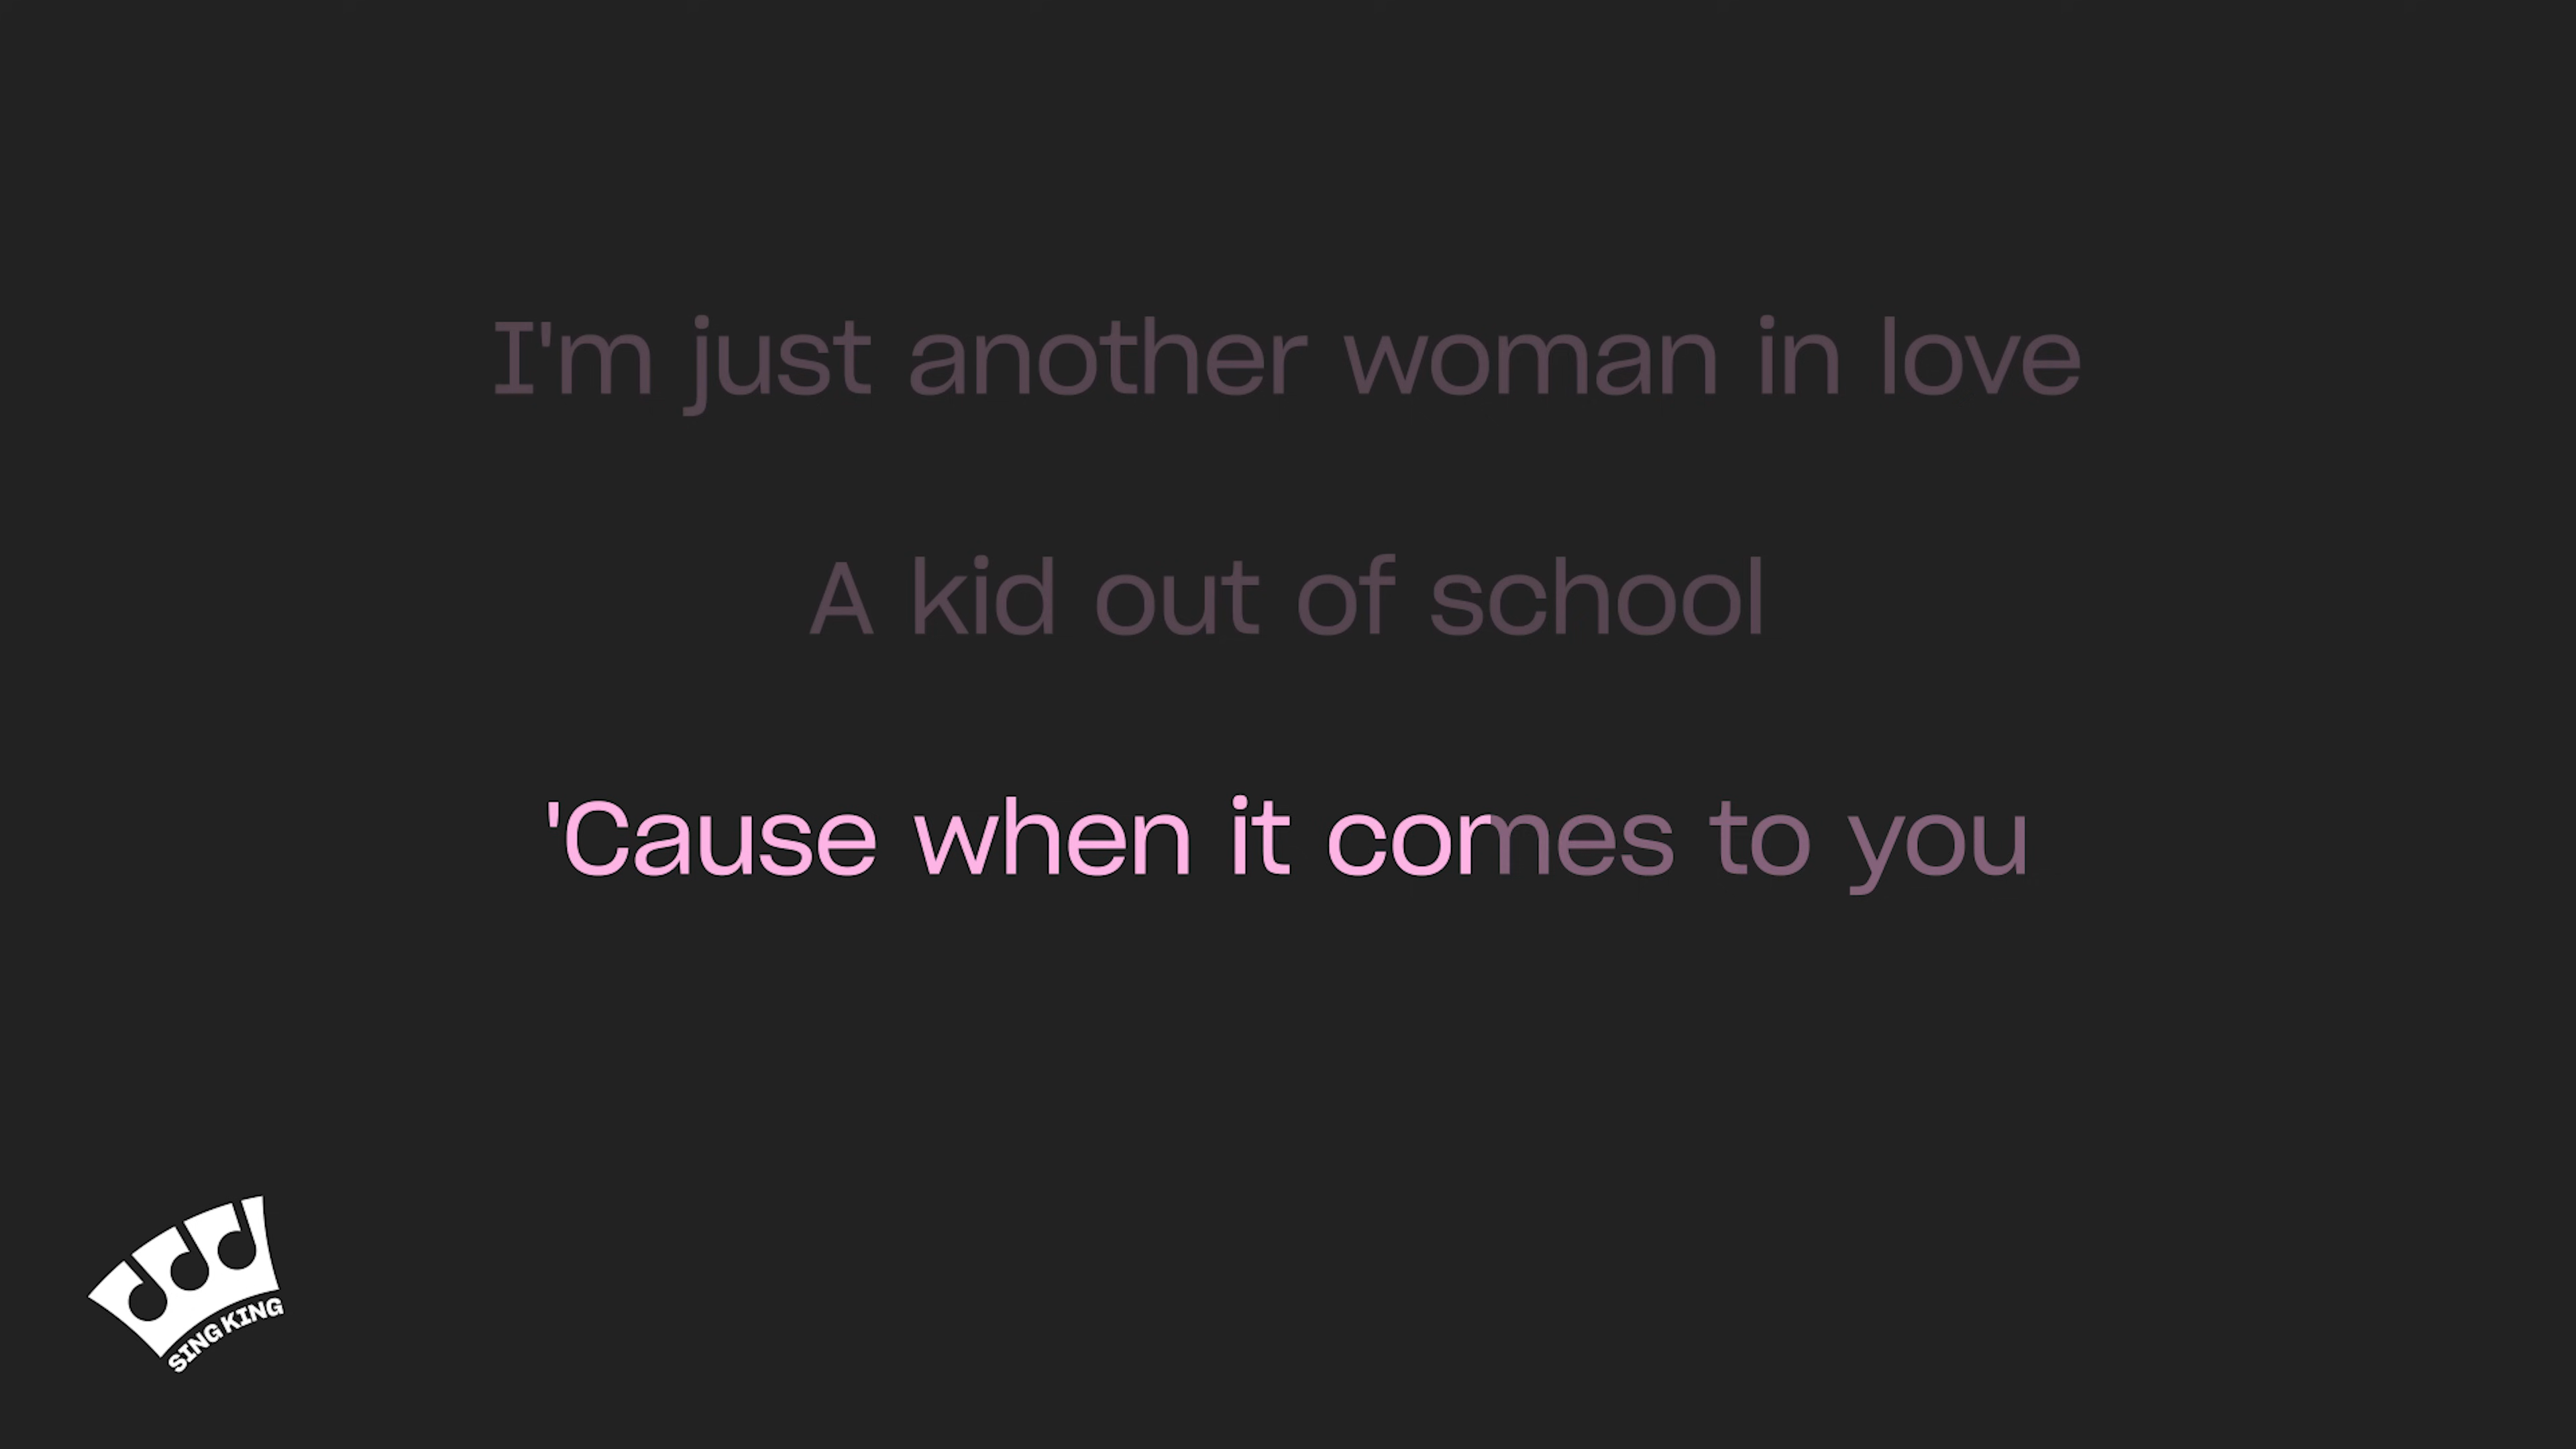 I'm just another woman in love
A kid out of school
'Cause when it comes to you
SING KING